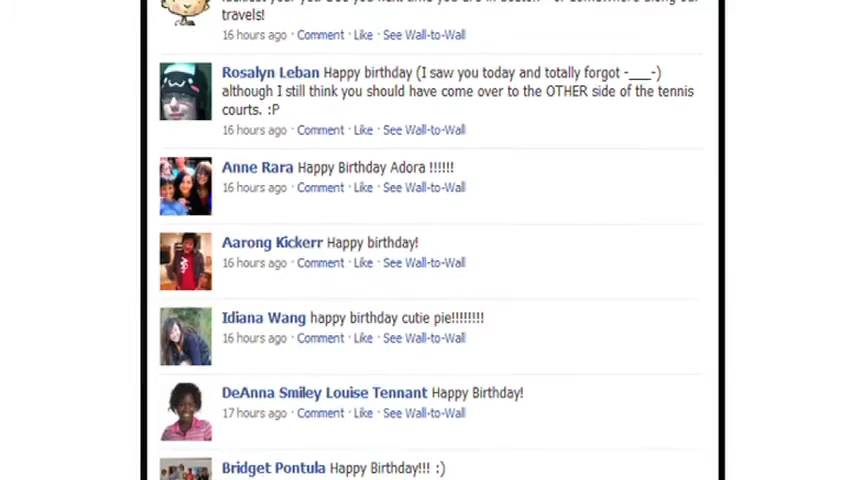 travels!
16 hours ago · Comment · Like · See Wall-to-Wall
Rosalyn Leban Happy birthday (I saw you today and totally forgot -___-)
although I still think you should have come over to the OTHER side of the tennis
courts. :P
16 hours ago · Comment · Like · See Wall-to-Wall
Anne Rara Happy Birthday Adora !!!!!!
16 hours ago · Comment · Like · See Wall-to-Wall
Aarong Kickerr Happy birthday!
16 hours ago · Comment · Like · See Wall-to-Wall
Idiana Wang happy birthday cutie pie!!!!!!!!
16 hours ago · Comment · Like · See Wall-to-Wall
DeAnna Smiley Louise Tennant Happy Birthday!
17 hours ago · Comment · Like · See Wall-to-Wall
Bridget Pontula Happy Birthday!!! :)